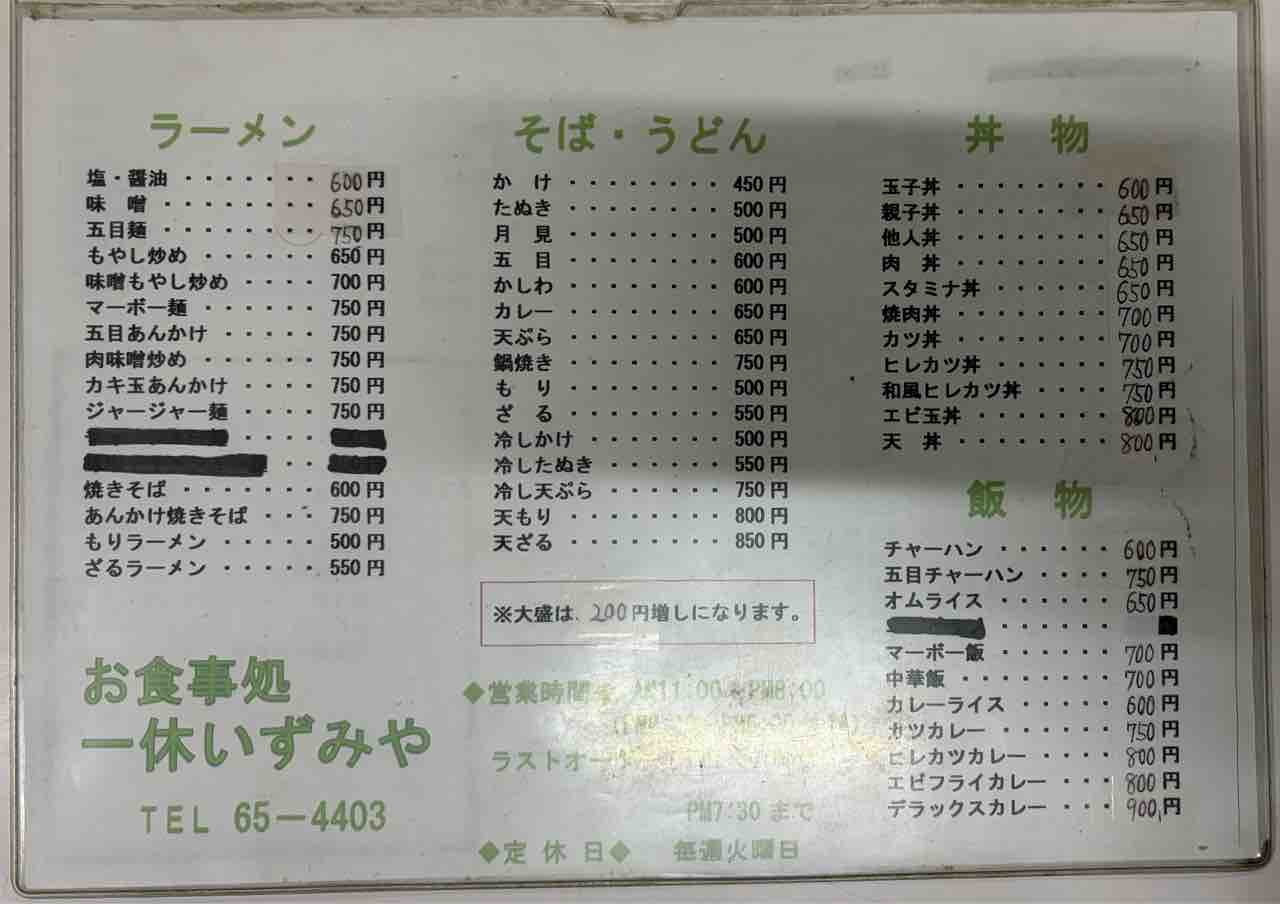 ラーメン
塩・醤油・・・・・・・600円
味　噌・・・・・・・・650円
五目麺・・・・・・・・750円
もやし炒め・・・・・・650円
味噌もやし炒め・・・・700円
マーボー麺・・・・・・750円
五目あんかけ・・・・・750円
肉味噌炒め・・・・・・750円
カキ玉あんかけ・・・・750円
ジャージャー麺・・・・750円
焼きそば・・・・・・・600円
あんかけ焼きそば・・・750円
もりラーメン・・・・・500円
ざるラーメン・・・・・550円
お食事処
一休いずみや
TEL 65－4403
そば・うどん
か　け・・・・・・・・450円
たぬき・・・・・・・・500円
月　見・・・・・・・・500円
五　目・・・・・・・・600円
かしわ・・・・・・・・600円
カレー・・・・・・・・650円
天ぷら・・・・・・・・650円
鍋焼き・・・・・・・・750円
も　り・・・・・・・・500円
ざ　る・・・・・・・・550円
冷しかけ・・・・・・・500円
冷したぬき・・・・・・550円
冷し天ぷら・・・・・・750円
天もり・・・・・・・・800円
天ざる・・・・・・・・850円
※大盛は、200円増しになります。
◆営業時間◆ AM11:00～PM8:00
ラストオーダー
PM7:30まで
◆定休日◆　毎週火曜日
丼　物
玉子丼・・・・・・・・600円
親子丼・・・・・・・・650円
他人丼・・・・・・・・650円
肉　丼・・・・・・・・650円
スタミナ丼・・・・・・650円
焼肉丼・・・・・・・・700円
カツ丼・・・・・・・・700円
ヒレカツ丼・・・・・・750円
和風ヒレカツ丼・・・・750円
エビ玉丼・・・・・・・800円
天　丼・・・・・・・・800円
飯　物
チャーハン・・・・・・600円
五目チャーハン・・・・750円
オムライス・・・・・・650円
マーボー飯・・・・・・700円
中華飯・・・・・・・・700円
カレーライス・・・・・600円
カツカレー・・・・・・750円
ヒレカツカレー・・・・800円
エビフライカレー・・・800円
デラックスカレー・・・900円